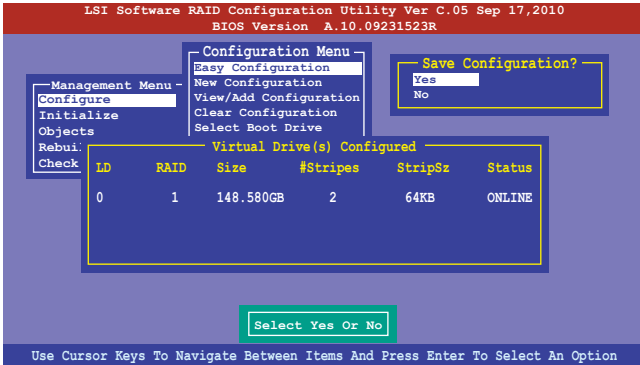 LSI Software RAID Configuration Utility Ver C.05 Sep 17,2010
BIOS Version A.10.09231523R
Configuration Menu
Easy Configuration
New Configuration
View/Add Configuration
Clear Configuration
Select Boot Drive
Save Configuration?
Yes
No
Management Menu
Configure
Initialize
Objects
Rebui
Check
Virtual Drive(s) Configured
LD RAID Size #Stripes StripSz Status
0 1 148.580GB 2 64KB ONLINE
Select Yes Or No
Use Cursor Keys To Navigate Between Items And Press Enter To Select An Option